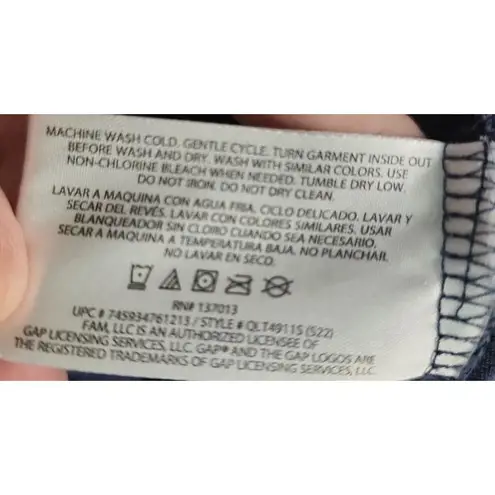 MACHINE WASH COLD. GENTLE CYCLE. TURN GARMENT INSIDE OUT
BEFORE WASH AND DRY. WASH WITH SIMILAR COLORS. USE
NON-CHLORINE BLEACH WHEN NEEDED. TUMBLE DRY LOW.
DO NOT IRON. DO NOT DRY CLEAN.
LAVAR A MAQUINA CON AGUA FRIA. CICLO DELICADO. LAVAR Y
SECAR DEL REVÉS. LAVAR CON COLORES SIMILARES. USAR
BLANQUEADOR SIN CLORO CUANDO SEA NECESARIO.
SECAR A MAQUINA A TEMPERATURA BAJA. NO PLANCHAR.
NO LAVAR EN SECO.
RN# 137013
UPC # 745934761213 / STYLE # QLT4911S (S22)
FAM, LLC IS AN AUTHORIZED LICENSEE OF
GAP LICENSING SERVICES, LLC. GAP® AND THE GAP LOGOS ARE
THE REGISTERED TRADEMARKS OF GAP LICENSING SERVICES, LLC.